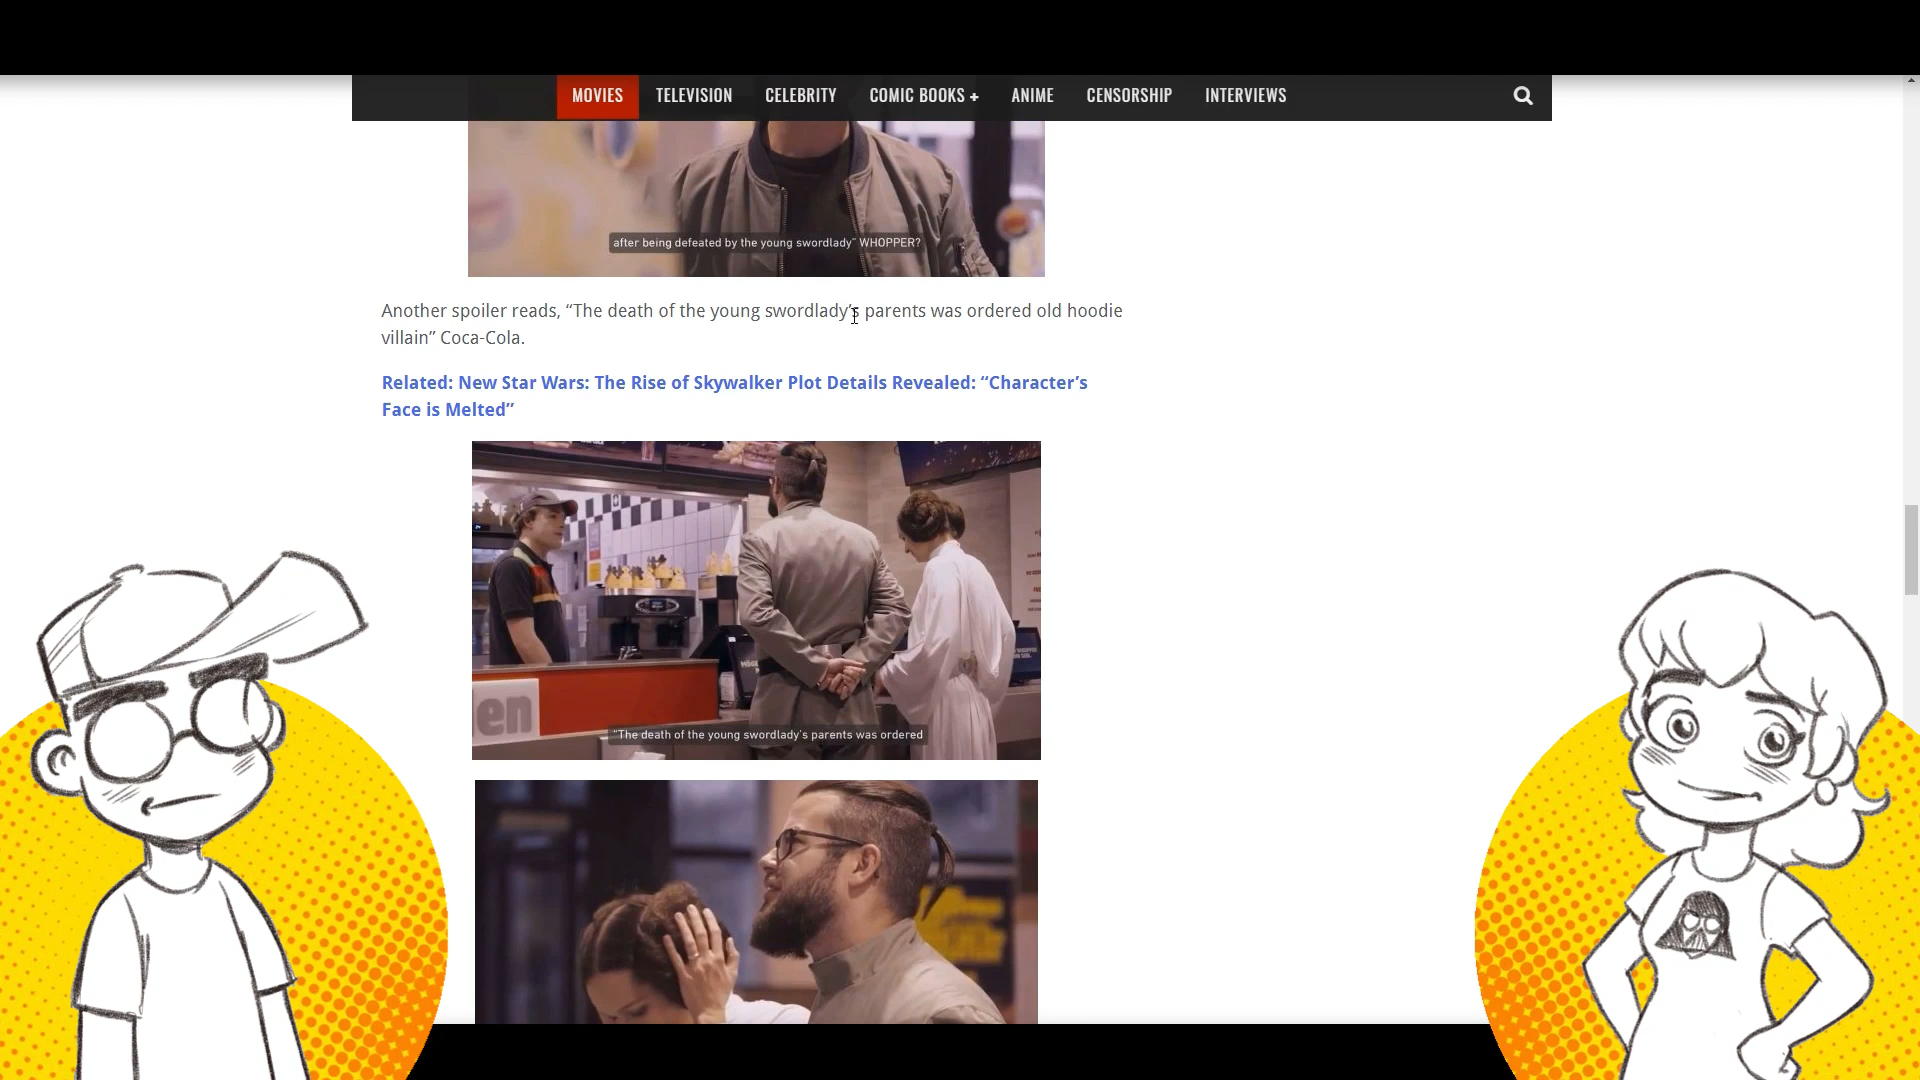 MOVIES TELEVISION CELEBRITY COMIC BOOKS + ANIME CENSORSHIP INTERVIEWS
after being defeated by the young swordlady” WHOPPER?
Another spoiler reads, “The death of the young swordlady’s parents was ordered old hoodie
villain” Coca-Cola.
Related: New Star Wars: The Rise of Skywalker Plot Details Revealed: “Character’s
Face is Melted”
en
"The death of the young swordlady's parents was ordered